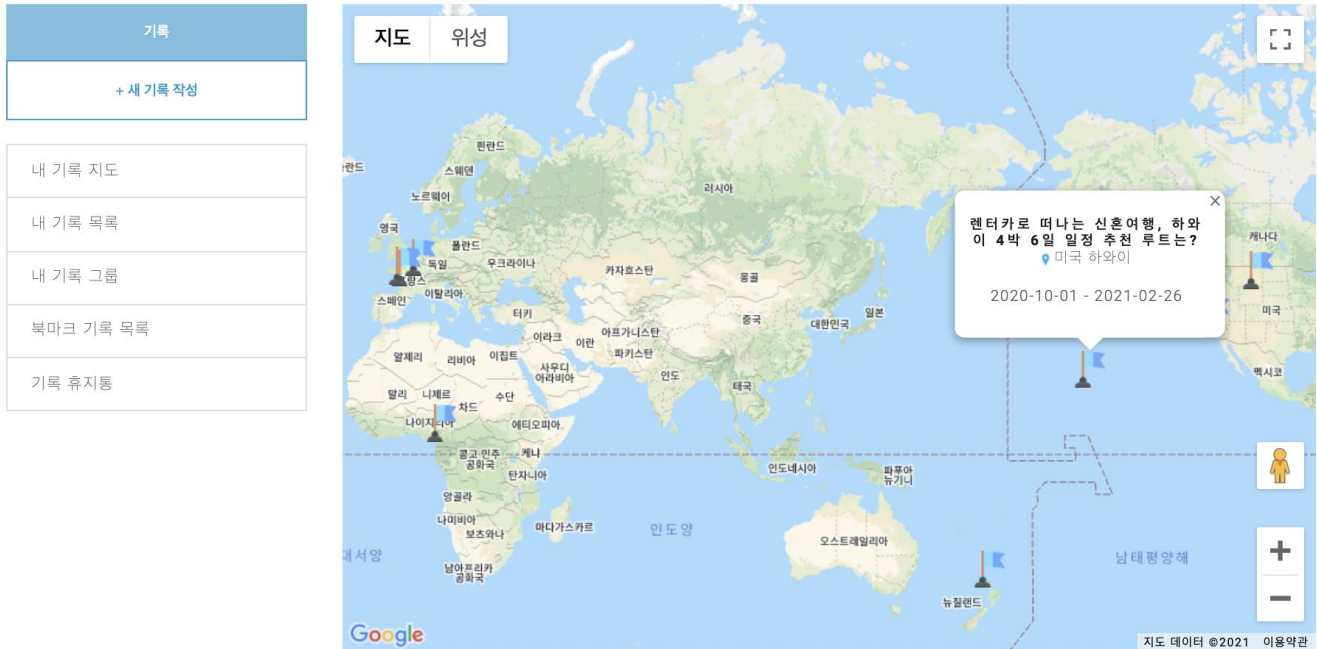 기록
+ 새 기록 작성
내 기록 지도
내 기록 목록
내 기록 그룹
북마크 기록 목록
기록 휴지통
지도 위성
핀란드
스웨덴
노르웨이
러시아
영국
폴란드
독일
우크라이나
카자흐스탄
몽골
스페인
이탈리아
터키
이라크
이란
아프가니스탄
파키스탄
중국
대한민국
일본
알제리
리비아
이집트
사우디
아라비아
인도
태국
말리
니제르
차드
수단
에티오피아
콩고 민주
공화국
케냐
탄자니아
인도네시아
파푸아
뉴기니
앙골라
나미비아
보츠와나
마다가스카르
인도양
오스트레일리아
남아프리카
공화국
뉴질랜드
남태평양해
캐나다
미국
멕시코
렌터카로 떠나는 신혼여행, 하와
이 4박 6일 일정 추천 루트는?
미국 하와이
2020-10-01 - 2021-02-26
Google
지도 데이터 ©2021 이용약관